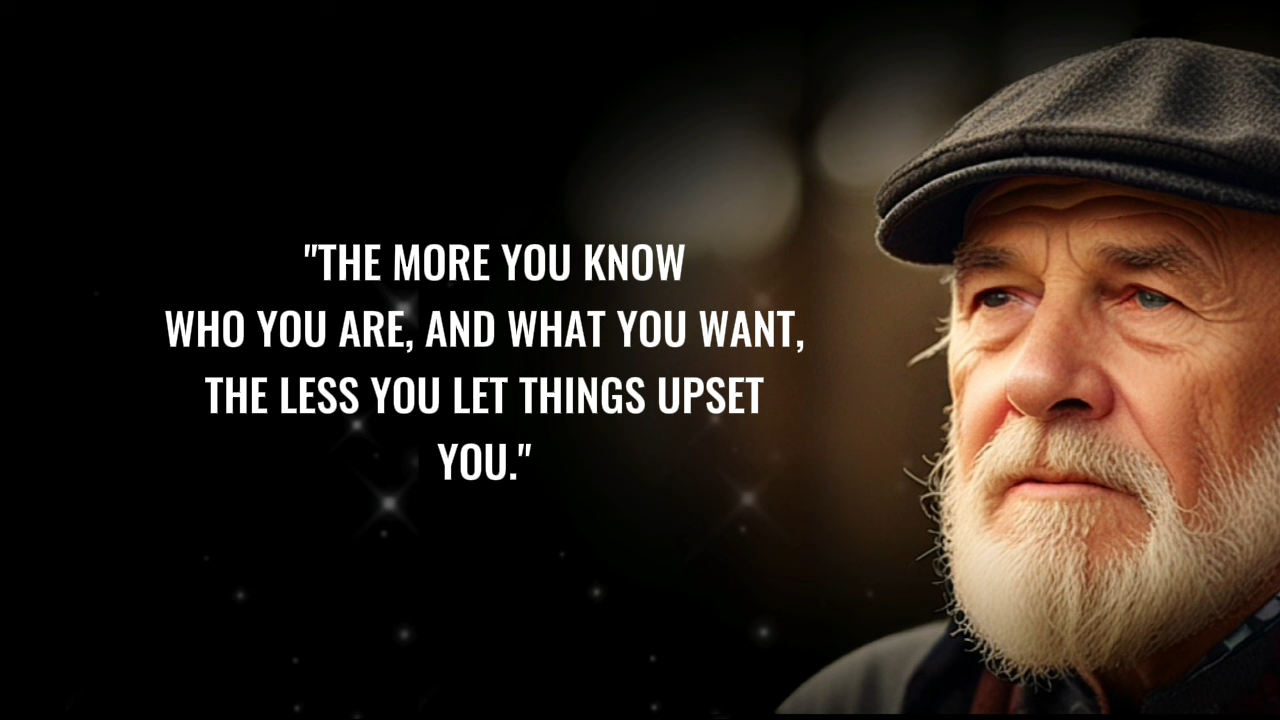 "THE MORE YOU KNOW
WHO YOU ARE, AND WHAT YOU WANT,
THE LESS YOU LET THINGS UPSET
YOU."